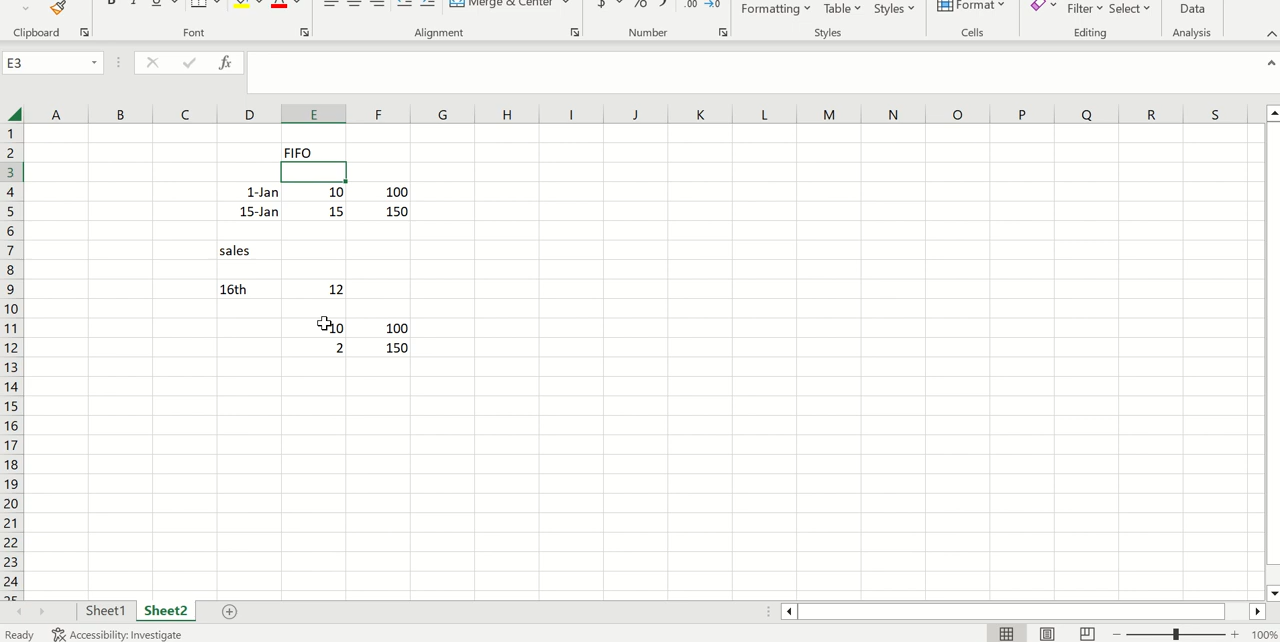 Merge & Center
$ % .00
Formatting Table Styles Format Filter Select Data
Clipboard Font Alignment Number Styles Cells Editing Analysis
E3 fx
A B C D E F G H I J K L M N O P Q R S
1
2 FIFO
3
4 1-Jan 10 100
5 15-Jan 15 150
6
7 sales
8
9 16th 12
10
11 10 100
12 2 150
13
14
15
16
17
18
19
20
21
22
23
24
25
Sheet1 Sheet2
Ready Accessibility: Investigate 100%